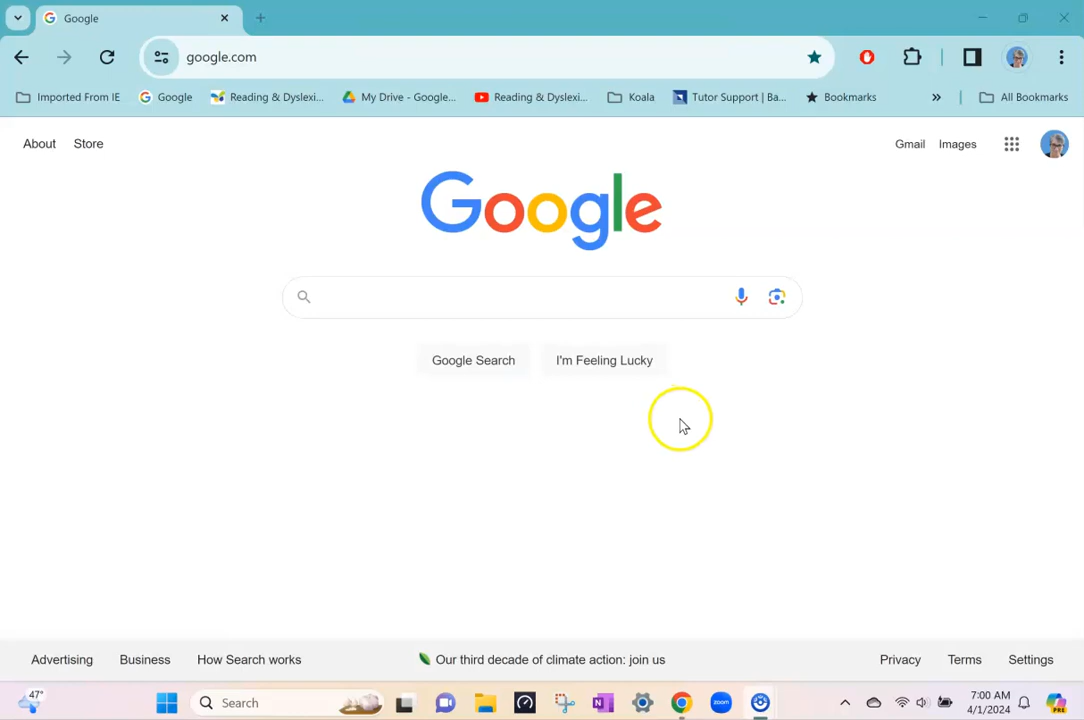 Google
google.com
Imported From IE
Google
Reading & Dyslexi...
My Drive - Google...
Reading & Dyslexi...
Koala
Tutor Support | Ba...
Bookmarks
»
All Bookmarks
About
Store
Gmail
Images
Google
Google Search
I'm Feeling Lucky
Advertising
Business
How Search works
Our third decade of climate action: join us
Privacy
Terms
Settings
47°
Search
zoom
7:00 AM
4/1/2024
PRE